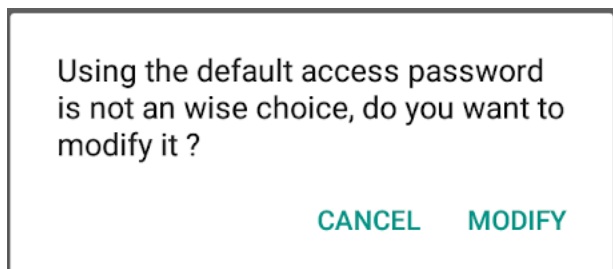 Using the default access password
is not an wise choice, do you want to
modify it ?
CANCEL MODIFY